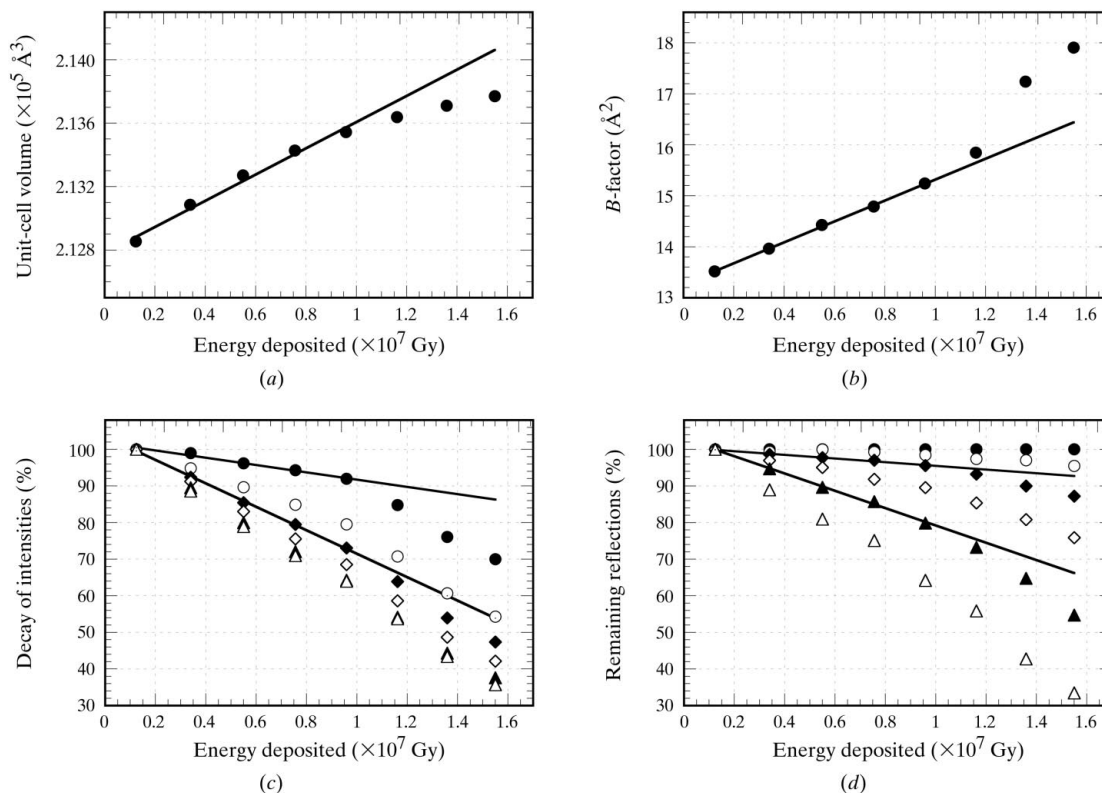 2.140
2.136
2.132
2.128
Unit-cell volume (×10⁵ Å³)
0 0.2 0.4 0.6 0.8 1.0 1.2 1.4 1.6
Energy deposited (×10⁷ Gy)
(a)
18
17
16
15
14
13
B-factor (Å²)
0 0.2 0.4 0.6 0.8 1 1.2 1.4 1.6
Energy deposited (×10⁷ Gy)
(b)
100
90
80
70
60
50
40
30
Decay of intensities (%)
0 0.2 0.4 0.6 0.8 1.0 1.2 1.4 1.6
Energy deposited (×10⁷ Gy)
(c)
100
90
80
70
60
50
40
30
Remaining reflections (%)
0 0.2 0.4 0.6 0.8 1 1.2 1.4 1.6
Energy deposited (×10⁷ Gy)
(d)